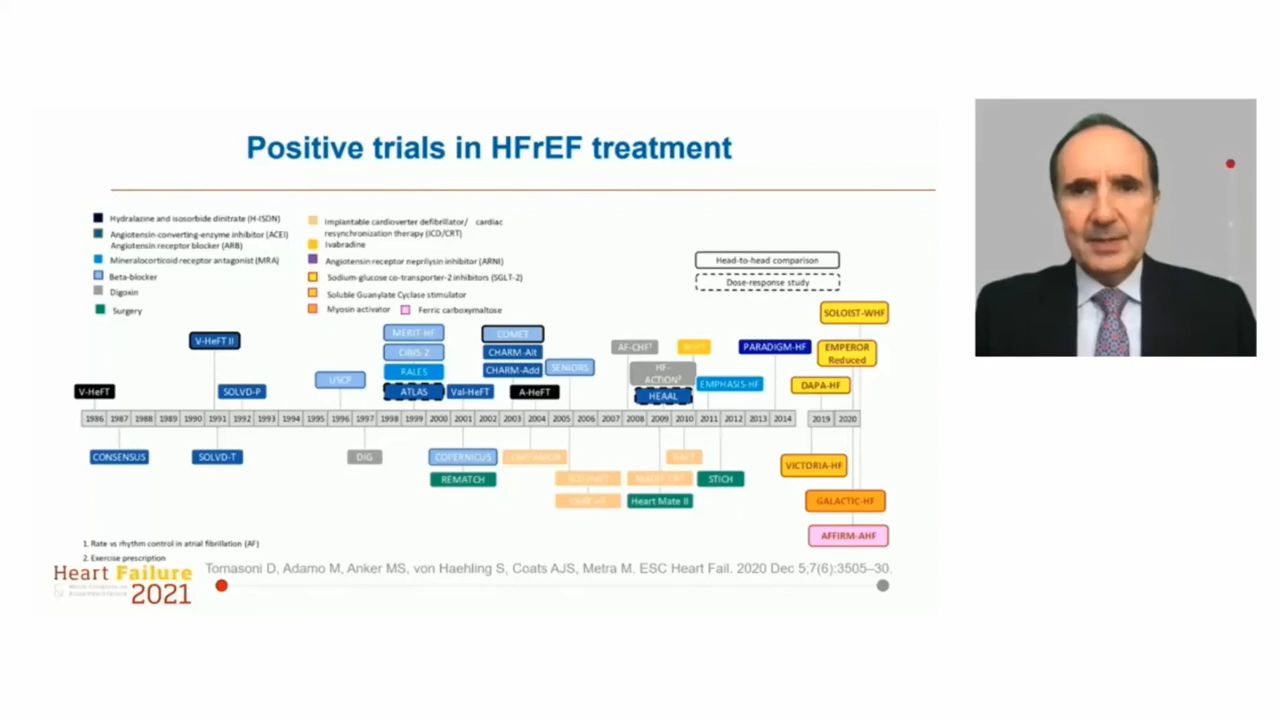 Positive trials in HFrEF treatment
Hydralazine and isosorbide dinitrate (H-ISDN)
Angiotensin-converting-enzyme inhibitor (ACEI)
Angiotensin receptor blocker (ARB)
Mineralocorticoid receptor antagonist (MRA)
Beta-blocker
Digoxin
Surgery
Implantable cardioverter defibrillator/ cardiac
resynchronization therapy (ICD/CRT)
Ivabradine
Angiotensin receptor neprilysin inhibitor (ARNI)
Sodium-glucose co-transporter-2 inhibitors (SGLT-2)
Soluble Guanylate Cyclase stimulator
Myosin activator
Ferric carboxymaltose
Head-to-head comparison
Dose-response study
SOLOIST-WHF
V-HeFT II
MERIT-HF
COMET
CIBIS-2
CHARM-Alt
AF-CHF¹
PARADIGM-HF
EMPEROR
Reduced
RALES
CHARM-Add
SENIORS
HF-
ACTION²
USCP
EMPHASIS-HF
DAPA-HF
V-HeFT
SOLVD-P
ATLAS
Val-HeFT
A-HeFT
HEAAL
1986 1987 1988 1989 1990 1991 1992 1993 1994 1995 1996 1997 1998 1999 2000 2001 2002 2003 2004 2005 2006 2007 2008 2009 2010 2011 2012 2013 2014 2019 2020
CONSENSUS
SOLVD-T
DIG
COPERNICUS
VICTORIA-HF
REMATCH
STICH
CARE-HF
Heart Mate II
GALACTIC-HF
AFFIRM-AHF
1. Rate vs rhythm control in atrial fibrillation (AF)
2. Exercise prescription
Heart Failure
2021
Tomasoni D, Adamo M, Anker MS, von Haehling S, Coats AJS, Metra M. ESC Heart Fail. 2020 Dec 5;7(6):3505–30.